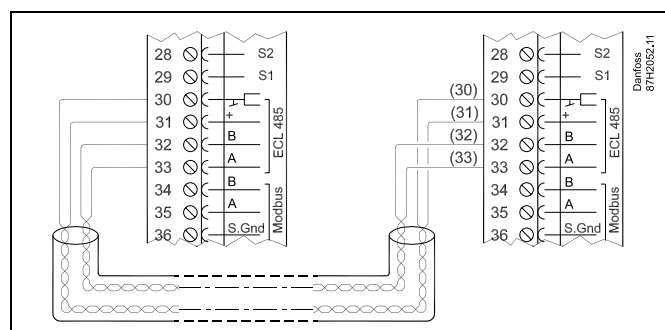 28 S2
29 S1
30
31 +
32 B
33 A
34 B
35 A
36 S.Gnd
ECL 485
Modbus
(30)
(31)
(32)
(33)
28 S2
29 S1
30
31 +
32 B
33 A
34 B
35 A
36 S.Gnd
ECL 485
Modbus
Danfoss
87H2052.11